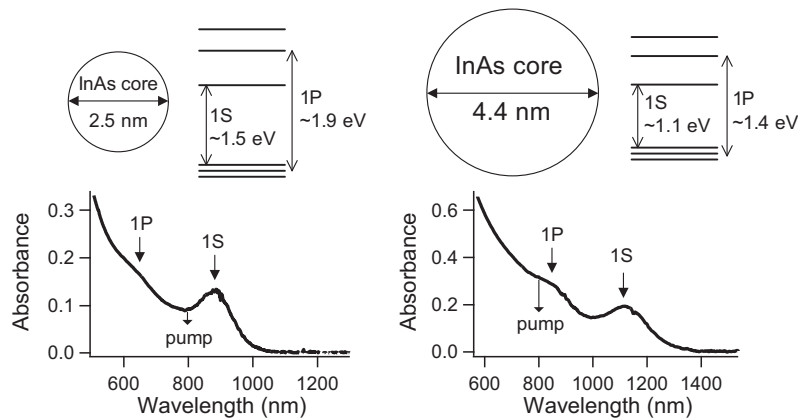 InAs core
2.5 nm
1S
~1.5 eV
1P
~1.9 eV
InAs core
4.4 nm
1S
~1.1 eV
1P
~1.4 eV
Absorbance
0.3
0.2
0.1
0.0
1P
1S
pump
600 800 1000 1200
Wavelength (nm)
Absorbance
0.6
0.4
0.2
0.0
1P
1S
pump
600 800 1000 1200 1400
Wavelength (nm)